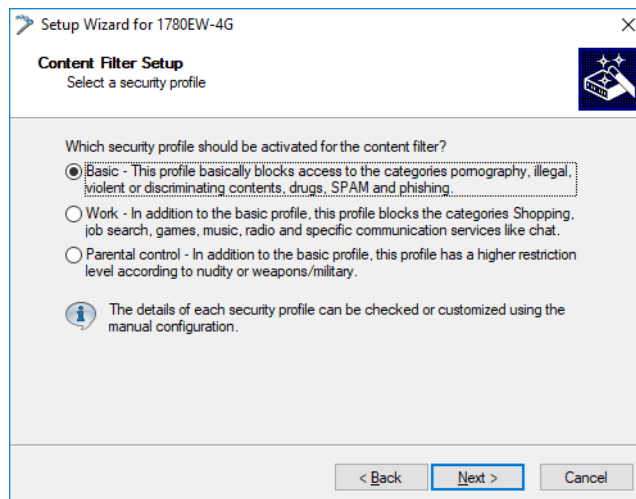 Setup Wizard for 1780EW-4G
Content Filter Setup
Select a security profile
Which security profile should be activated for the content filter?
Basic - This profile basically blocks access to the categories pornography, illegal,
violent or discriminating contents, drugs, SPAM and phishing.
Work - In addition to the basic profile, this profile blocks the categories Shopping,
job search, games, music, radio and specific communication services like chat.
Parental control - In addition to the basic profile, this profile has a higher restriction
level according to nudity or weapons/military.
The details of each security profile can be checked or customized using the
manual configuration.
< Back
Next >
Cancel